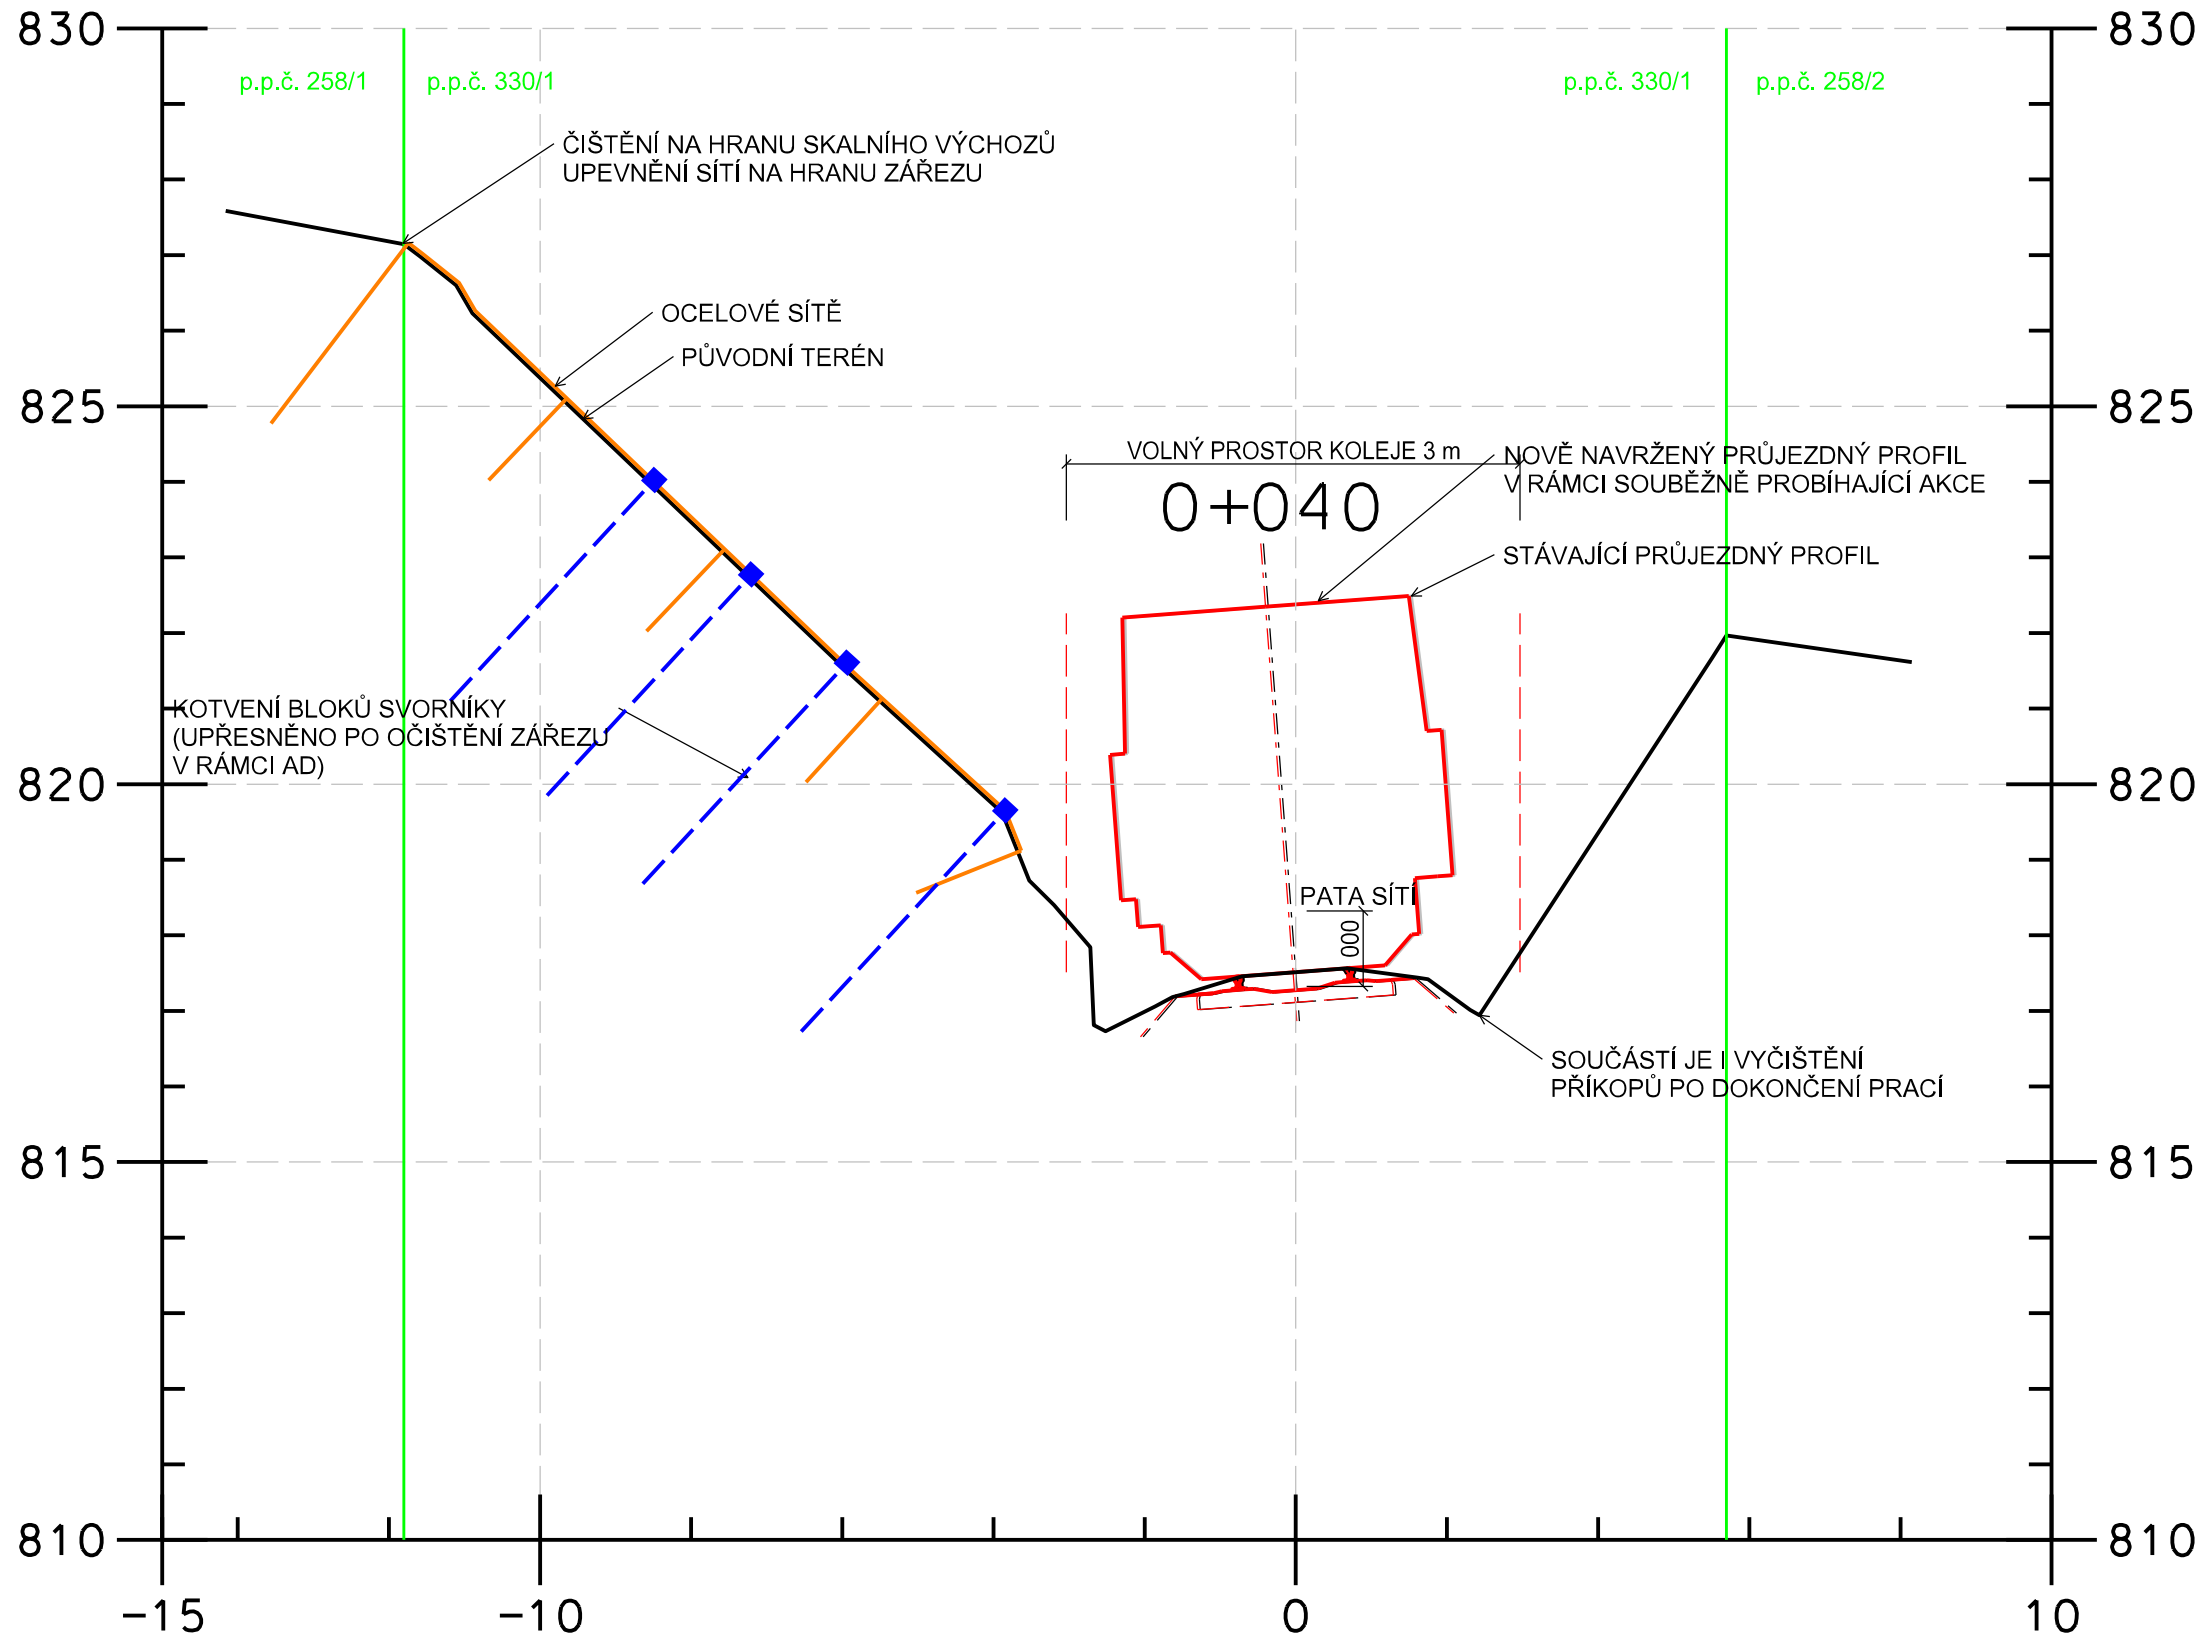 830
830
p.p.č. 258/1
p.p.č. 330/1
p.p.č. 330/1
p.p.č. 258/2
ČIŠTĚNÍ NA HRANU SKALNÍHO VÝCHOZŮ
UPEVNĚNÍ SÍTÍ NA HRANU ZÁŘEZU
OCELOVÉ SÍTĚ
PŮVODNÍ TERÉN
825
825
VOLNÝ PROSTOR KOLEJE 3 m
NOVĚ NAVRŽENÝ PRŮJEZDNÝ PROFIL
V RÁMCI SOUBĚŽNĚ PROBÍHAJÍCÍ AKCE
0+040
STÁVAJÍCÍ PRŮJEZDNÝ PROFIL
KOTVENÍ BLOKŮ SVORNÍKY
(UPŘESNĚNO PO OČIŠTĚNÍ ZÁŘEZU
V RÁMCI AD)
820
820
PATA SÍTÍ
000
SOUČÁSTÍ JE I VYČIŠTĚNÍ
PŘÍKOPŮ PO DOKONČENÍ PRACÍ
815
815
810
810
-15
-10
0
10